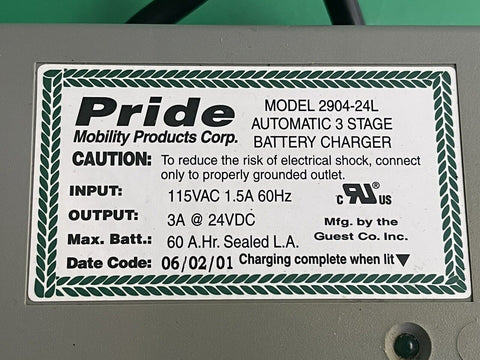 Pride
Mobility Products Corp.
MODEL 2904-24L
AUTOMATIC 3 STAGE
BATTERY CHARGER
CAUTION: To reduce the risk of electrical shock, connect
only to properly grounded outlet.
INPUT: 115VAC 1.5A 60Hz
OUTPUT: 3A @ 24VDC
Max. Batt.: 60 A.Hr. Sealed L.A.
C RU® US
Mfg. by the
Guest Co. Inc.
Date Code: 06/02/01 Charging complete when lit▼